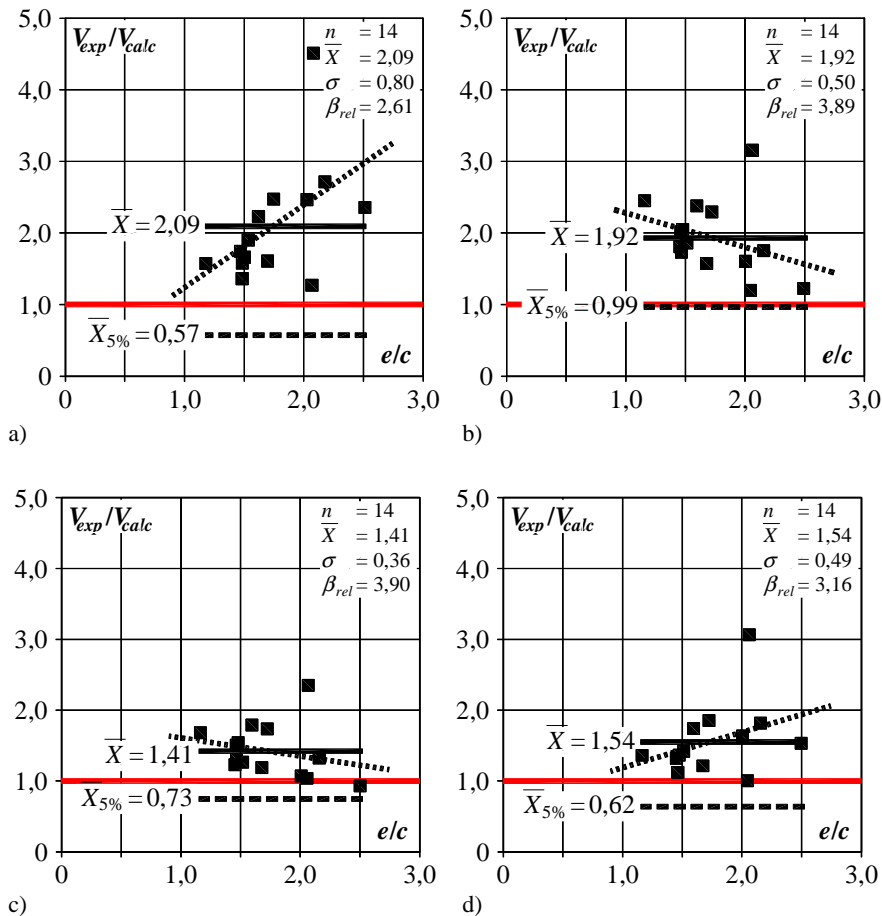 V_exp/V_calc
n = 14
X̅ = 2,09
σ = 0,80
β_rel = 2,61
5,0
4,0
3,0
2,0
1,0
0
X̅ = 2,09
X̅_5% = 0,57
e/c
0 1,0 2,0 3,0
a)
V_exp/V_calc
n = 14
X̅ = 1,92
σ = 0,50
β_rel = 3,89
5,0
4,0
3,0
2,0
1,0
0
X̅ = 1,92
X̅_5% = 0,99
e/c
0 1,0 2,0 3,0
b)
V_exp/V_calc
n = 14
X̅ = 1,41
σ = 0,36
β_rel = 3,90
5,0
4,0
3,0
2,0
1,0
0
X̅ = 1,41
X̅_5% = 0,73
e/c
0 1,0 2,0 3,0
c)
V_exp/V_calc
n = 14
X̅ = 1,54
σ = 0,49
β_rel = 3,16
5,0
4,0
3,0
2,0
1,0
0
X̅ = 1,54
X̅_5% = 0,62
e/c
0 1,0 2,0 3,0
d)